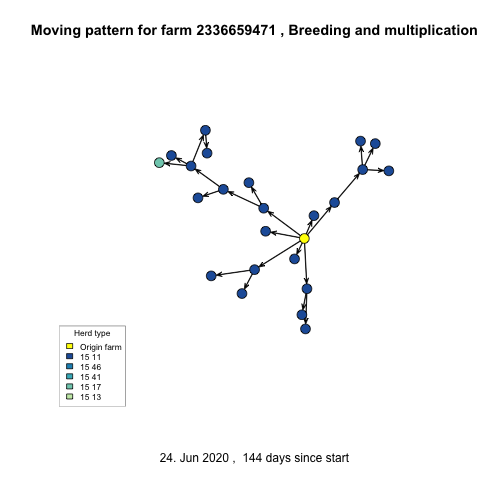 Moving pattern for farm 2336659471 , Breeding and multiplication
Herd type
Origin farm
15 11
15 46
15 41
15 17
15 13
24. Jun 2020 , 144 days since start